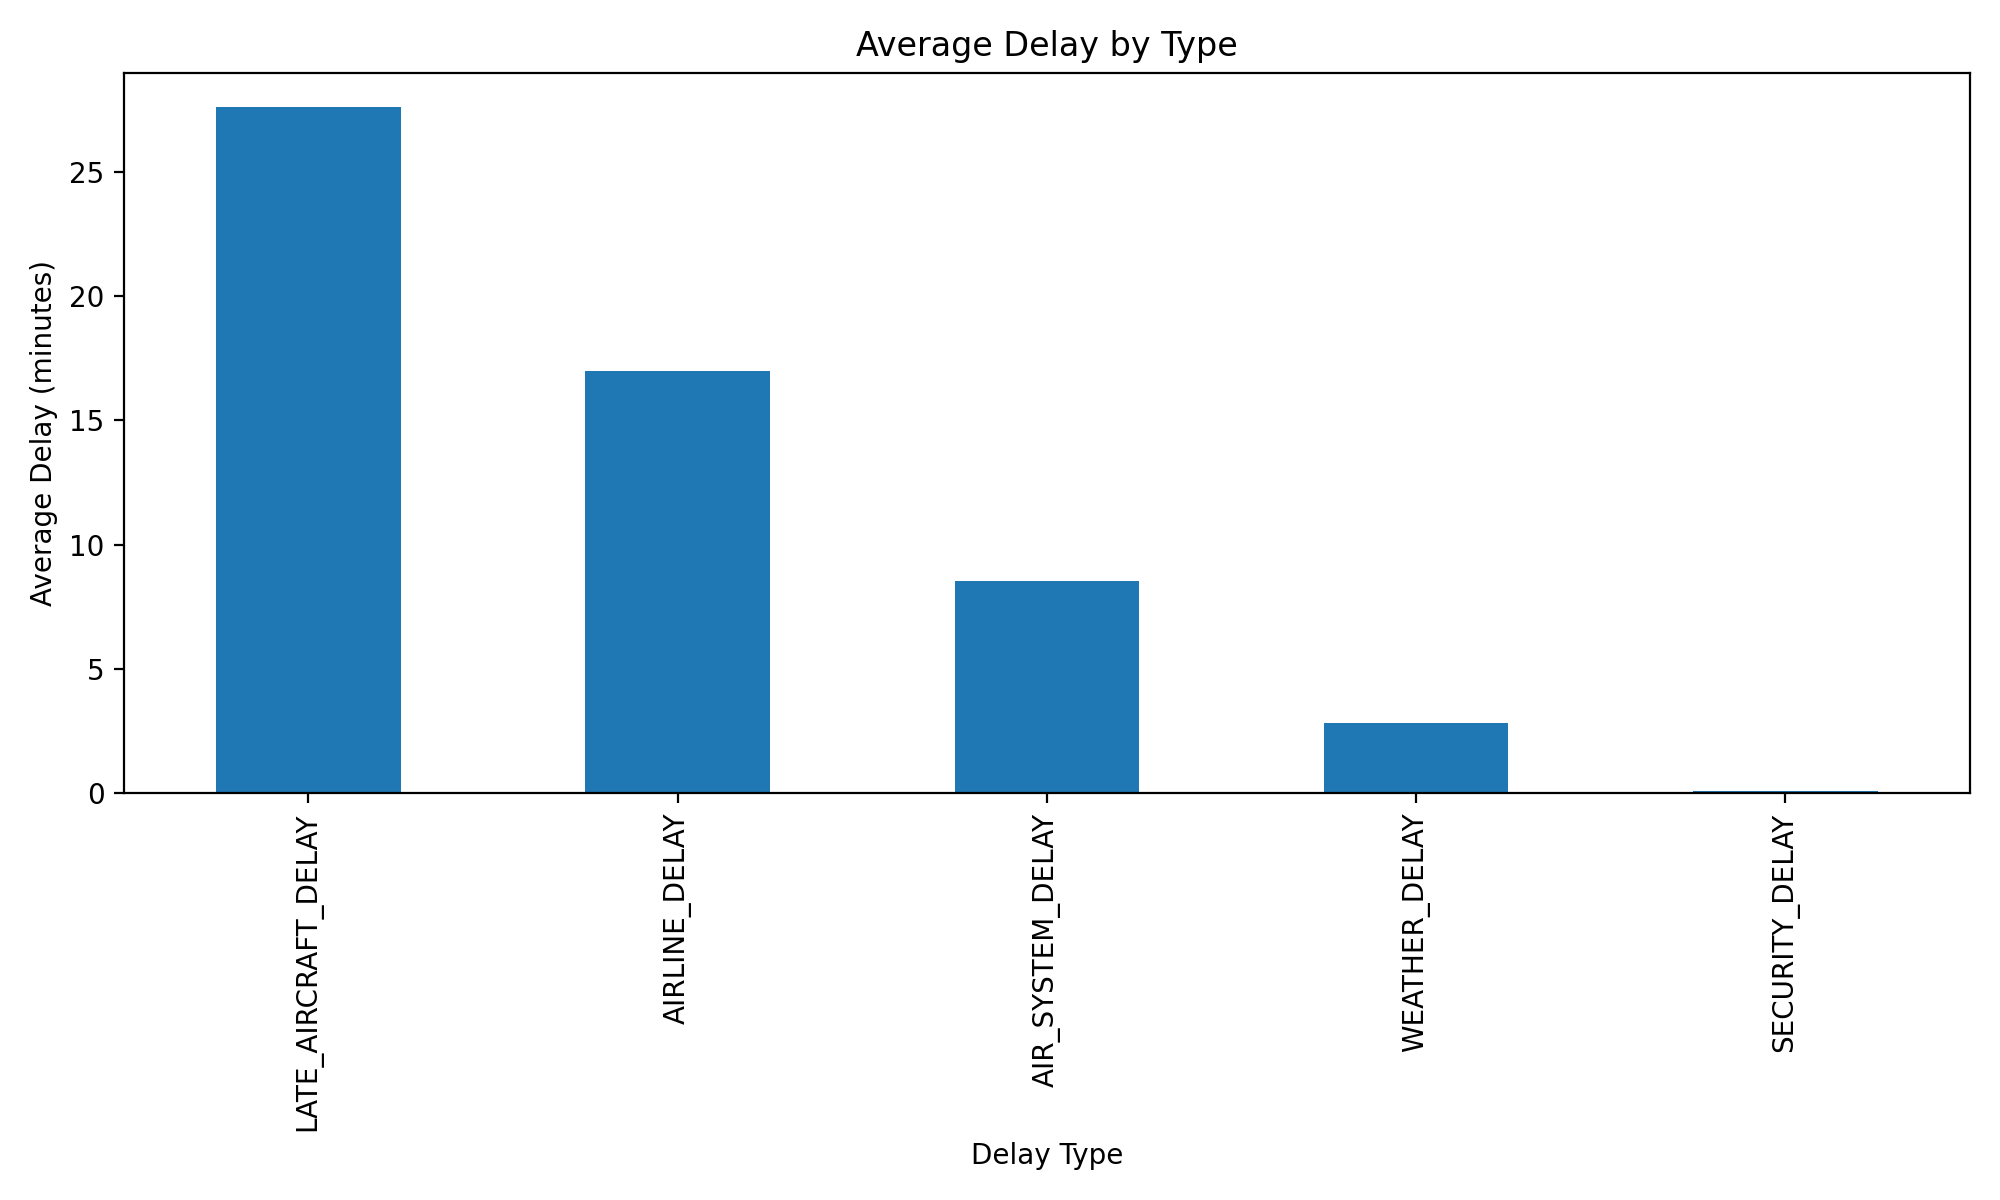 Average Delay by Type
Average Delay (minutes)
25
20
15
10
5
0
LATE_AIRCRAFT_DELAY
AIRLINE_DELAY
AIR_SYSTEM_DELAY
WEATHER_DELAY
SECURITY_DELAY
Delay Type